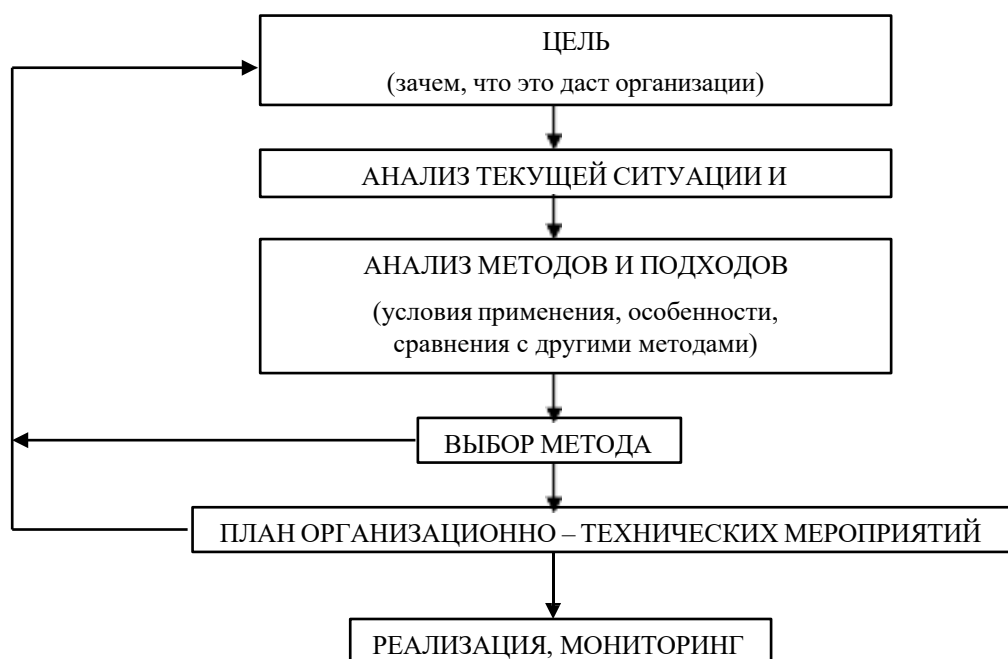 ЦЕЛЬ
(зачем, что это даст организации)
АНАЛИЗ ТЕКУЩЕЙ СИТУАЦИИ И
АНАЛИЗ МЕТОДОВ И ПОДХОДОВ
(условия применения, особенности,
сравнения с другими методами)
ВЫБОР МЕТОДА
ПЛАН ОРГАНИЗАЦИОННО – ТЕХНИЧЕСКИХ МЕРОПРИЯТИЙ
РЕАЛИЗАЦИЯ, МОНИТОРИНГ